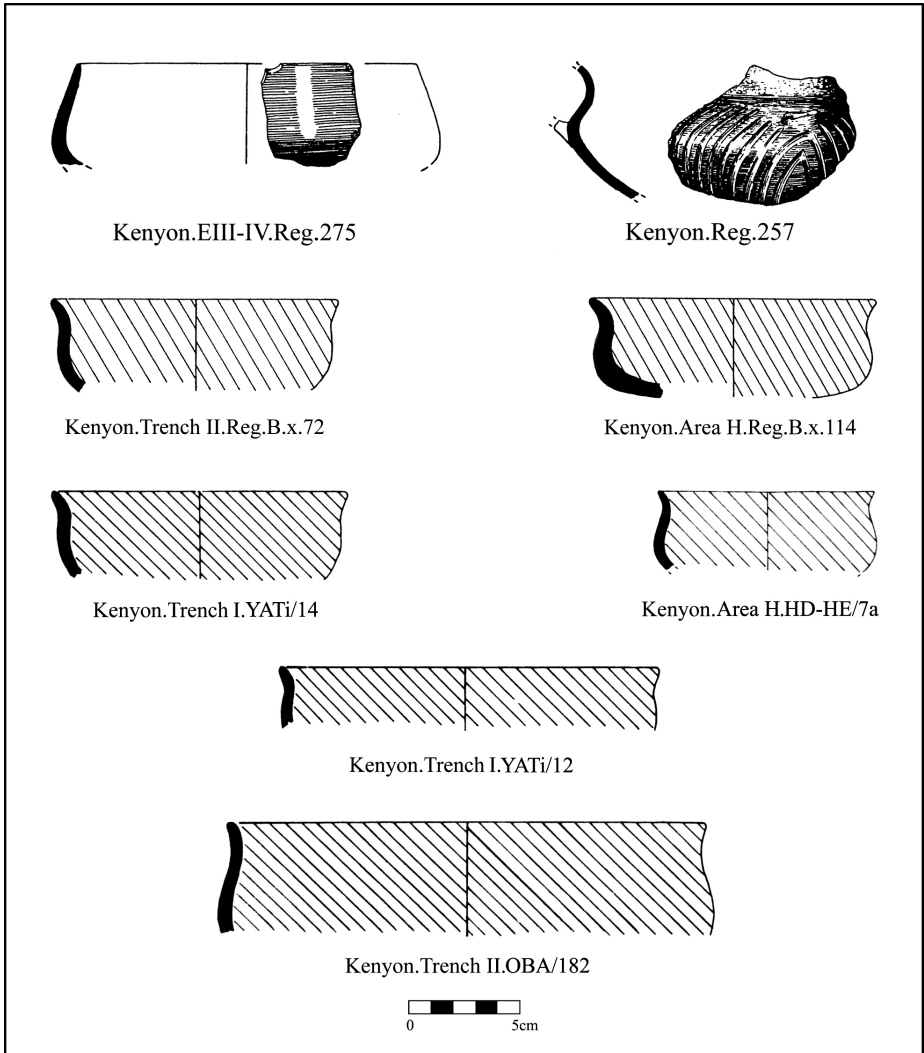 Kenyon.EIII-IV.Reg.275
Kenyon.Reg.257
Kenyon.Trench II.Reg.B.x.72
Kenyon.Area H.Reg.B.x.114
Kenyon.Trench I.YATi/14
Kenyon.Area H.HD-HE/7a
Kenyon.Trench I.YATi/12
Kenyon.Trench II.OBA/182
0 5cm